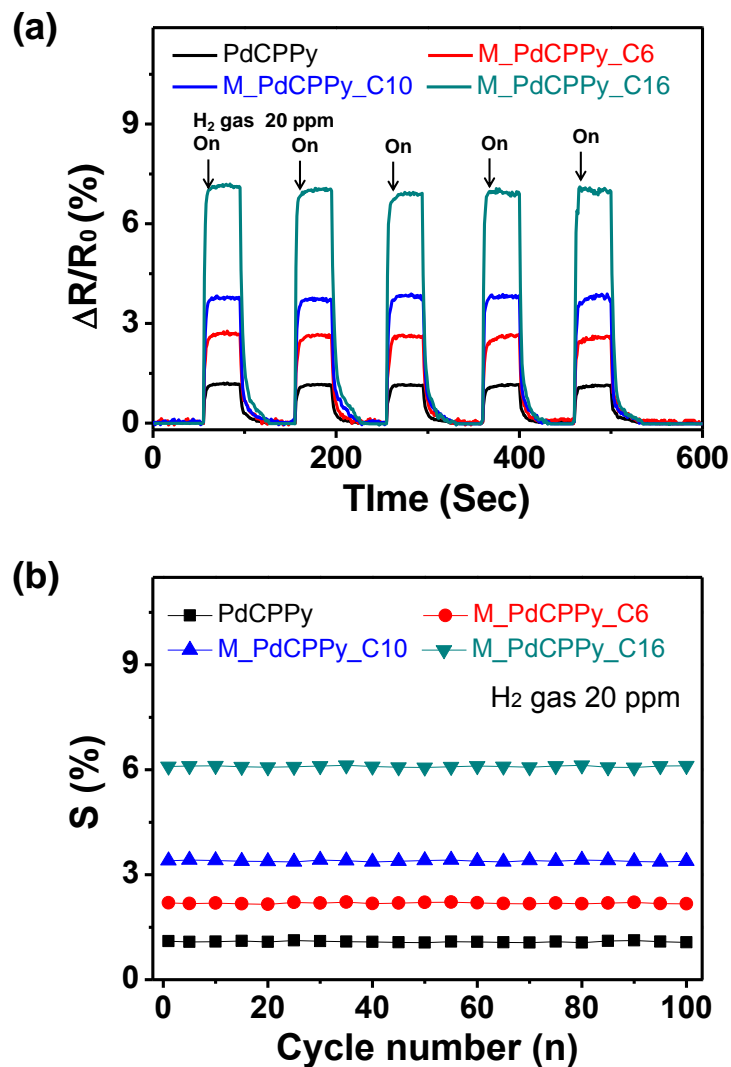 (a)
PdCPPy M_PdCPPy_C6
M_PdCPPy_C10 M_PdCPPy_C16
H2 gas 20 ppm
On On On On On
9
6
3
0
ΔR/R0 (%)
0 200 400 600
TIme (Sec)
(b)
PdCPPy M_PdCPPy_C6
M_PdCPPy_C10 M_PdCPPy_C16
H2 gas 20 ppm
9
6
3
0
S (%)
0 20 40 60 80 100
Cycle number (n)